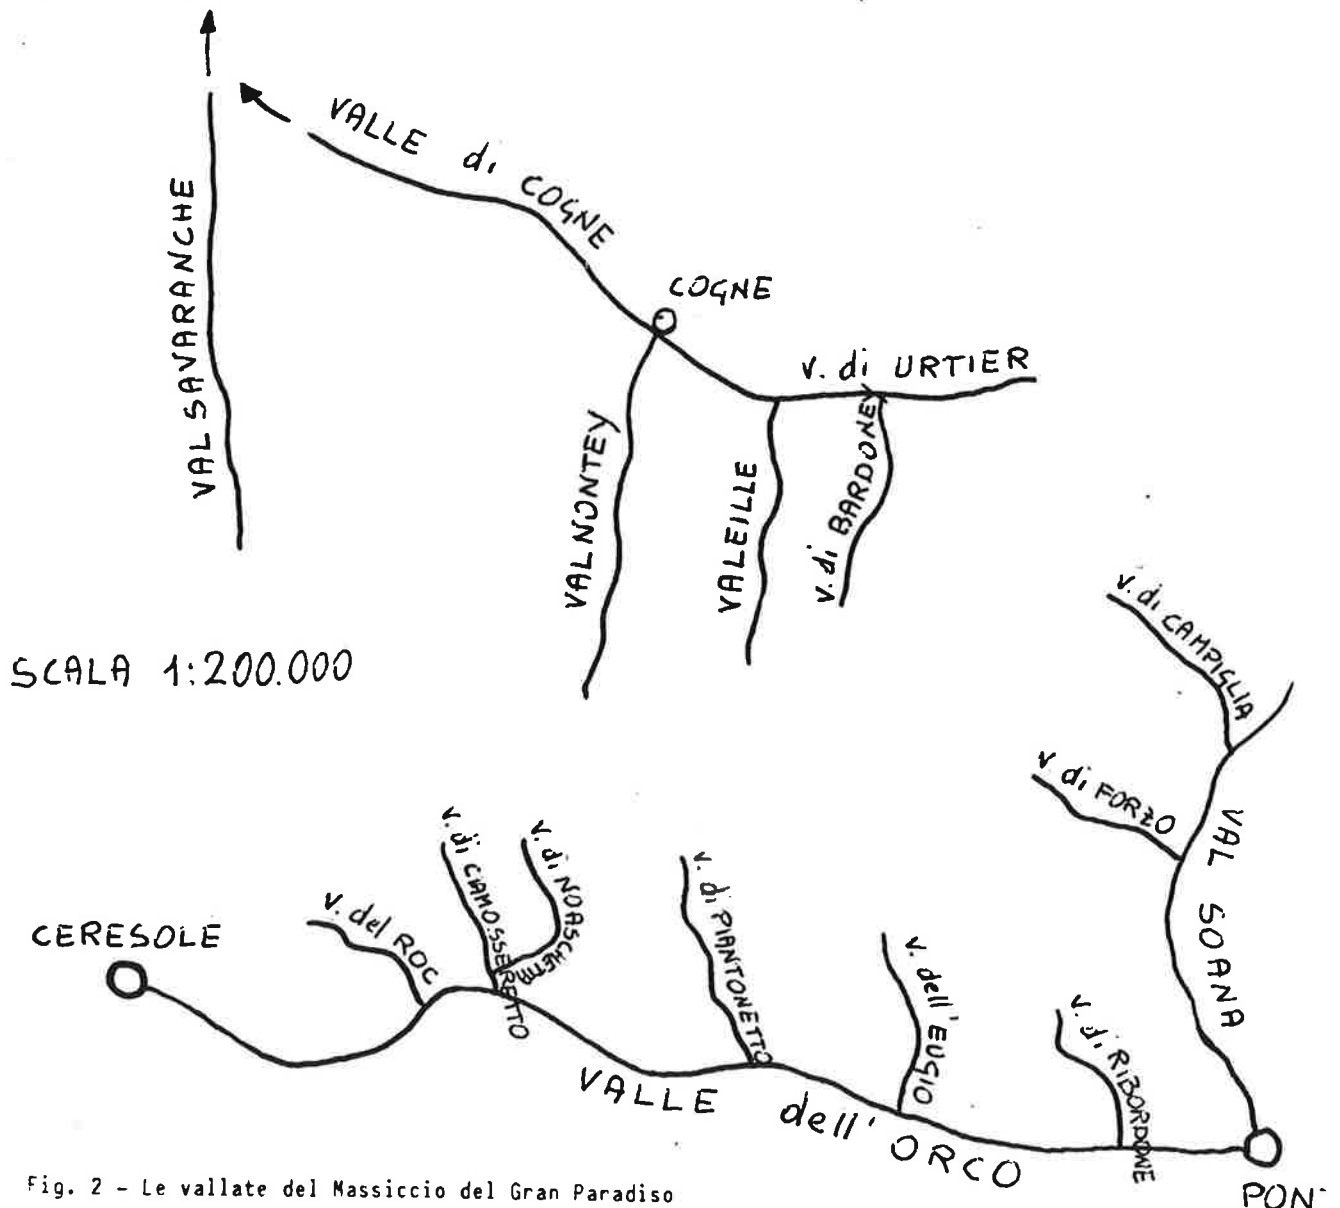 VALLE di COGNE
VALSAVARANCHE
COGNE
v. di URTIER
VALNONTEY
VALEILLE
v. di BARDONEY
v. di CAMPIGLIA
SCALA 1:200.000
v di FORZO
VAL SOANA
v. di CIAMOSSERETTO
v. di NOASCHETTA
v. di PIANTONETTO
v. del ROC
CERESOLE
v. dell'EUGIO
v. di RIBORDONE
VALLE dell'ORCO
PONT
Fig. 2 - Le vallate del Massiccio del Gran Paradiso